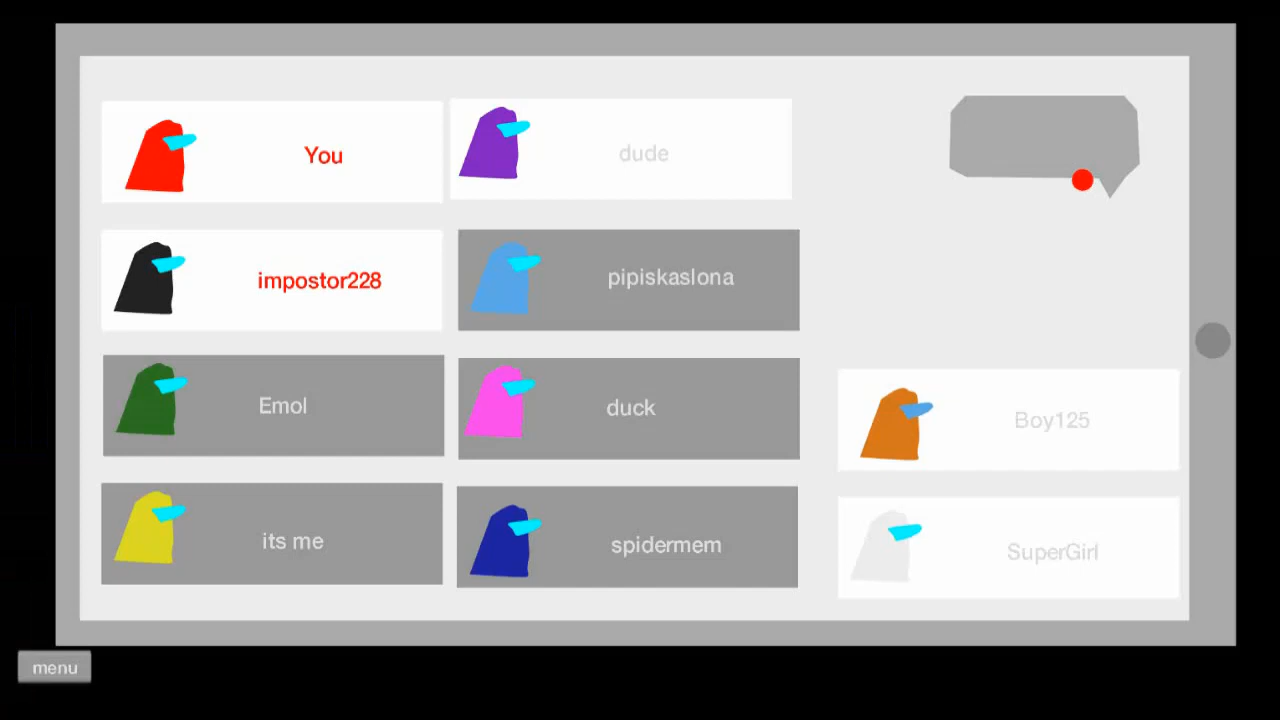 You
dude
impostor228
pipiskaslona
Emol
duck
Boy125
its me
spidermem
SuperGirl
menu